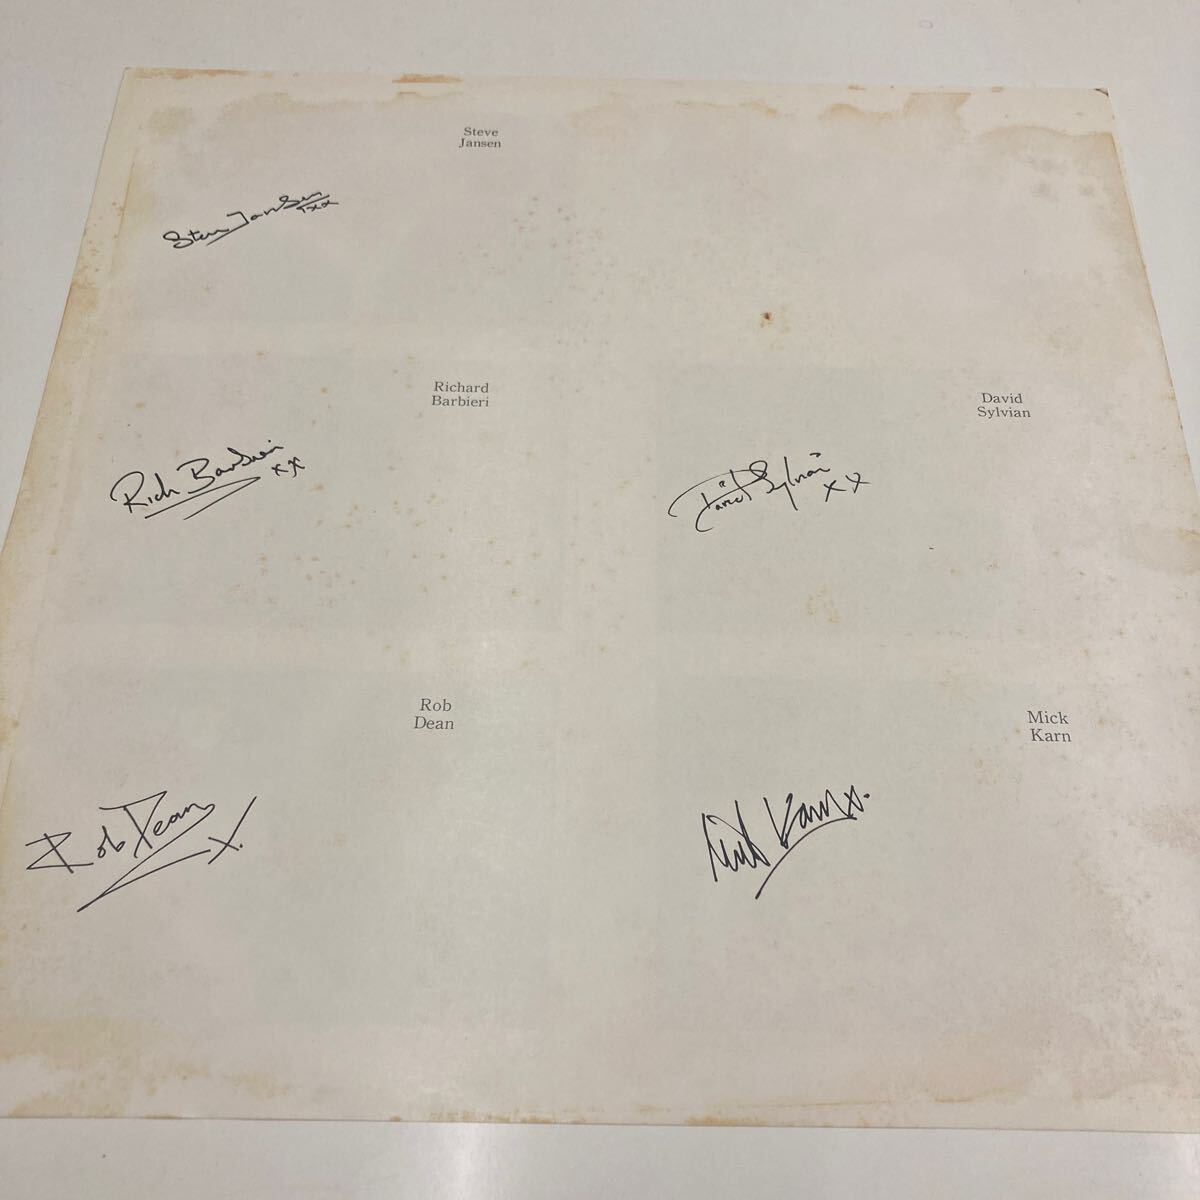 Steve
Jansen
Steve Jansen
xx
Richard
Barbieri
Rich Barbieri
xx
David
Sylvian
David Sylvian
xx
Rob
Dean
Rob Dean
x.
Mick
Karn
Mick Karn x.